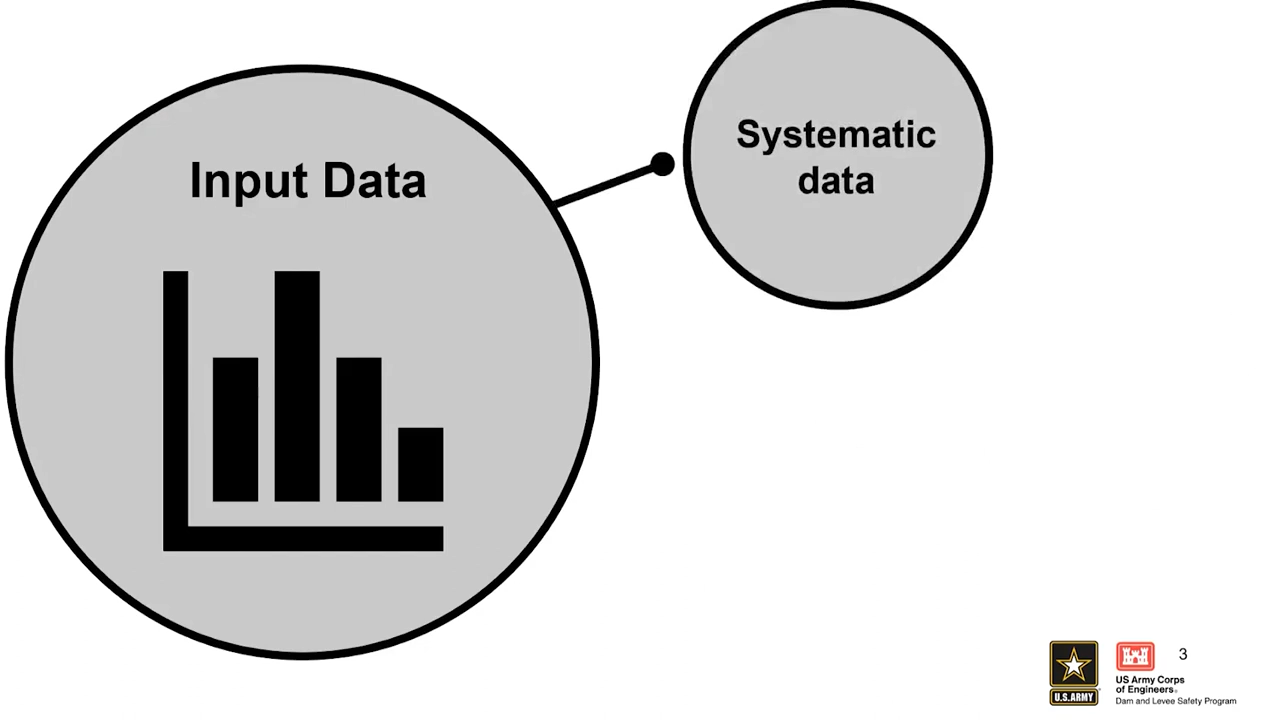 Input Data
Systematic
data
3
U.S.ARMY
US Army Corps
of Engineers®
Dam and Levee Safety Program